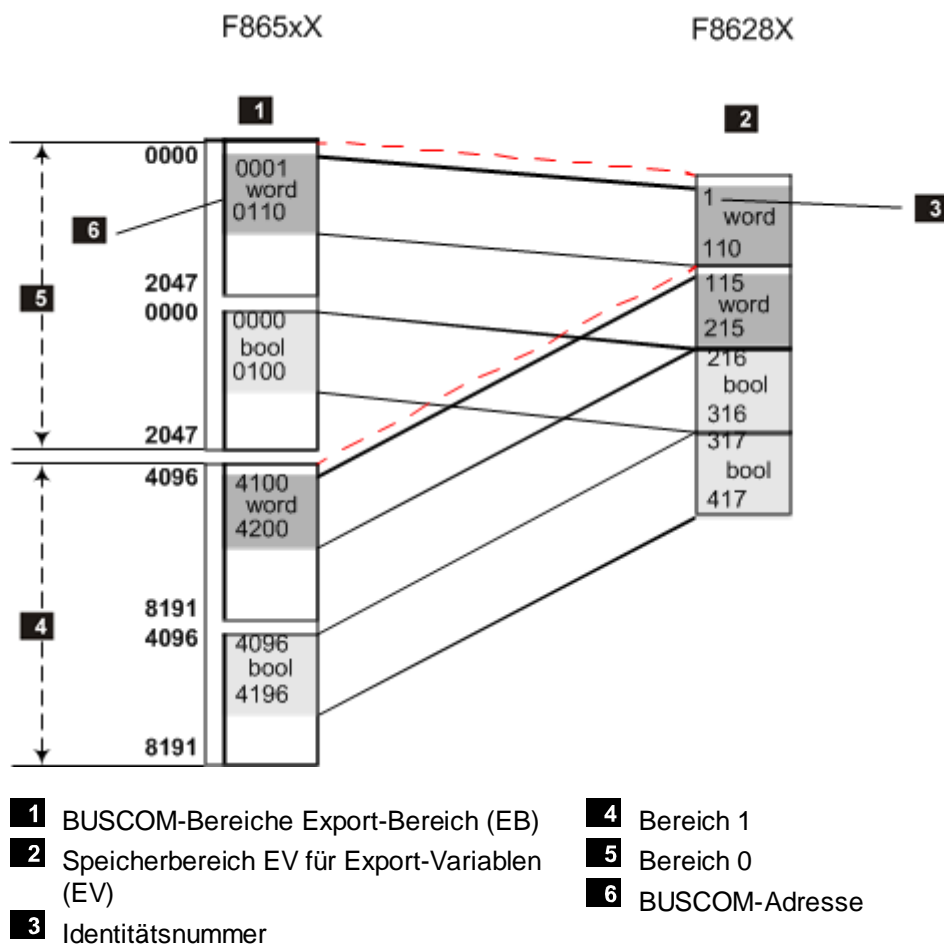 F865xX
F8628X
1
2
0000
0001
word
0110
6
3
1
word
110
2047
5
0000
0000
bool
0100
115
word
215
216
bool
316
2047
317
bool
417
4096
4100
word
4200
8191
4
4096
4096
bool
4196
8191
1 BUSCOM-Bereiche Export-Bereich (EB)
2 Speicherbereich EV für Export-Variablen
(EV)
3 Identitätsnummer
4 Bereich 1
5 Bereich 0
6 BUSCOM-Adresse